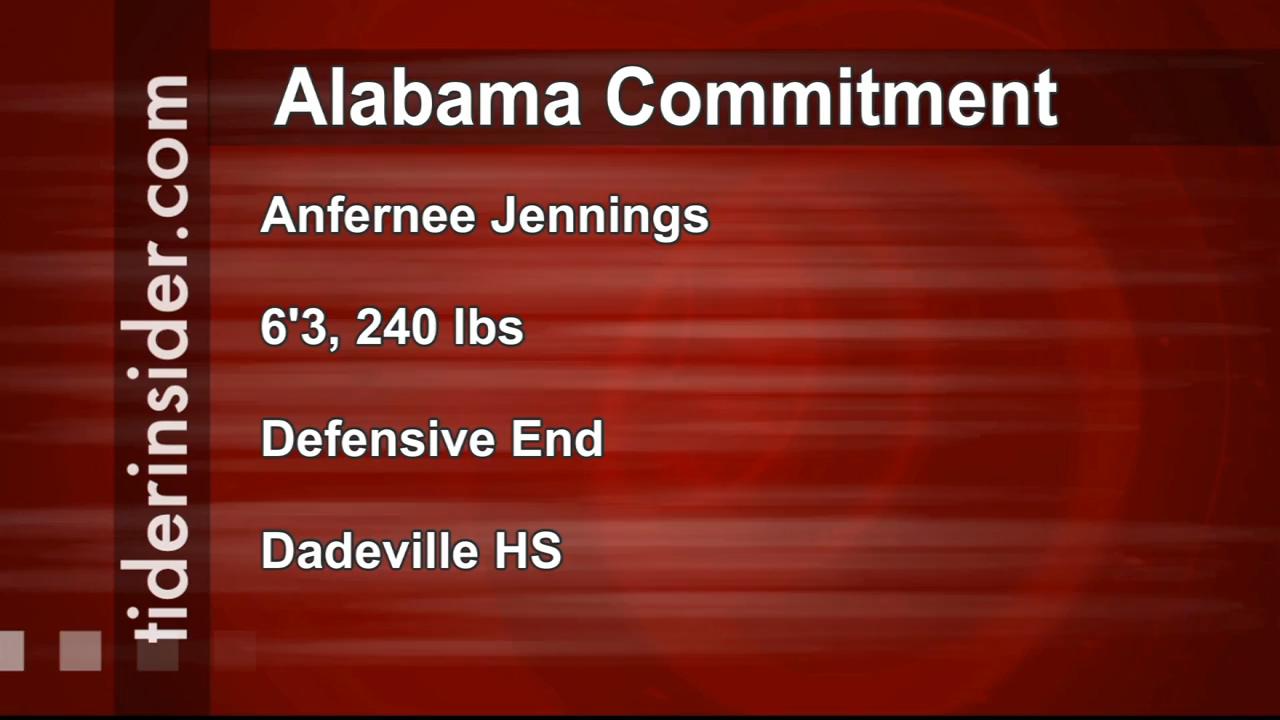 tiderinsider.com
Alabama Commitment
Anfernee Jennings
6'3, 240 lbs
Defensive End
Dadeville HS